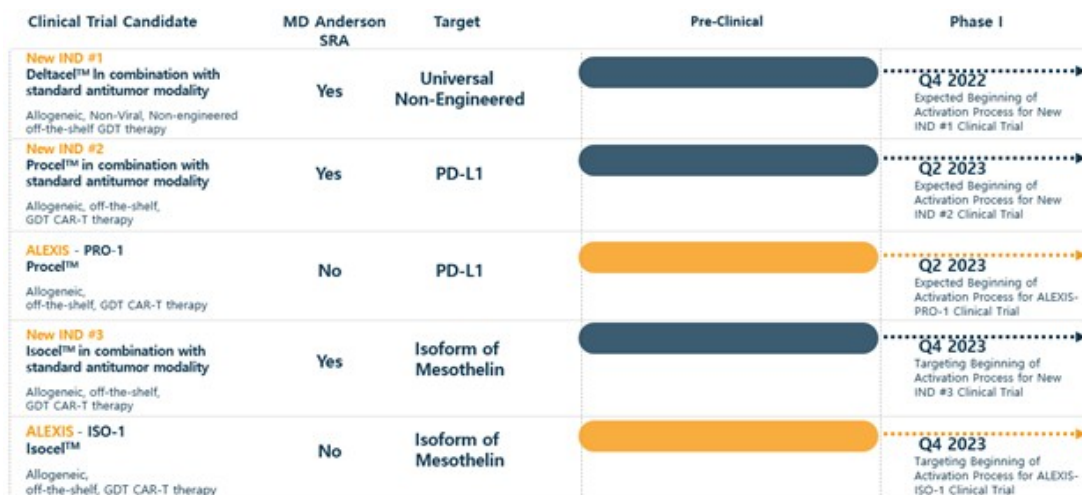 Clinical Trial Candidate
MD Anderson
SRA
Target
Pre-Clinical
Phase I
New IND #1
Deltacel™ In combination with
standard antitumor modality
Allogeneic, Non-Viral, Non-engineered
off-the-shelf GDT therapy
Yes
Universal
Non-Engineered
Q4 2022
Expected Beginning of
Activation Process for New
IND #1 Clinical Trial
New IND #2
Procel™ in combination with
standard antitumor modality
Allogeneic, off-the-shelf,
GDT CAR-T therapy
Yes
PD-L1
Q2 2023
Expected Beginning of
Activation Process for New
IND #2 Clinical Trial
ALEXIS - PRO-1
Procel™
Allogeneic,
off-the-shelf, GDT CAR-T therapy
No
PD-L1
Q2 2023
Expected Beginning of
Activation Process for ALEXIS-
PRO-1 Clinical Trial
New IND #3
Isocel™ in combination with
standard antitumor modality
Allogeneic, off-the-shelf,
GDT CAR-T therapy
Yes
Isoform of
Mesothelin
Q4 2023
Targeting Beginning of
Activation Process for New
IND #3 Clinical Trial
ALEXIS - ISO-1
Isocel™
Allogeneic,
off-the-shelf, GDT CAR-T therapy
No
Isoform of
Mesothelin
Q4 2023
Targeting Beginning of
Activation Process for ALEXIS-
ISO-1 Clinical Trial